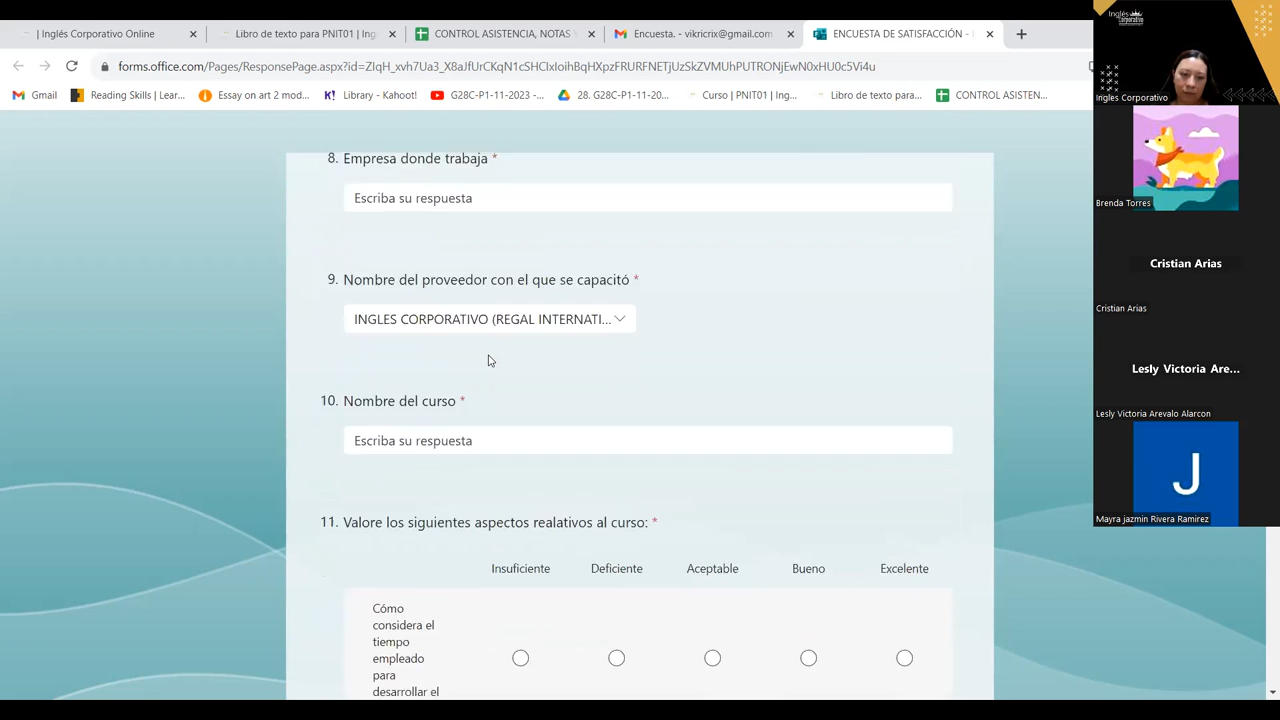 | Inglés Corporativo Online
Libro de texto para PNIT01 | Ing
CONTROL ASISTENCIA, NOTAS Y
Encuesta. - vikricrix@gmail.com
ENCUESTA DE SATISFACCIÓN - I
forms.office.com/Pages/ResponsePage.aspx?id=ZIqH_xvh7Ua3_X8aJfUfuN1cSHCIxIoihBqHXpzFRURFNETjUzSkZVMUhPUTRONjEwN0xHU0c5Vi4u
Gmail
Reading Skills | Lear...
Essay on art 2 mod...
Library - Kaho...
G28C-P1-11-2023 -...
28. G28C-P1-11-20...
Curso | PNIT01 | Ing...
Libro de texto para...
CONTROL ASISTEN...
8. Empresa donde trabaja *
Escriba su respuesta
9. Nombre del proveedor con el que se capacitó *
INGLES CORPORATIVO (REGAL INTERNATI...
10. Nombre del curso *
Escriba su respuesta
11. Valore los siguientes aspectos realativos al curso: *
Insuficiente Deficiente Aceptable Bueno Excelente
Cómo
considera el
tiempo
empleado
para
desarrollar el
Inglés
Corporativo
Ingles Corporativo
Brenda Torres
Cristian Arias
Cristian Arias
Lesly Victoria Are...
Lesly Victoria Arevalo Alarcon
J
Mayra jazmin Rivera Ramirez